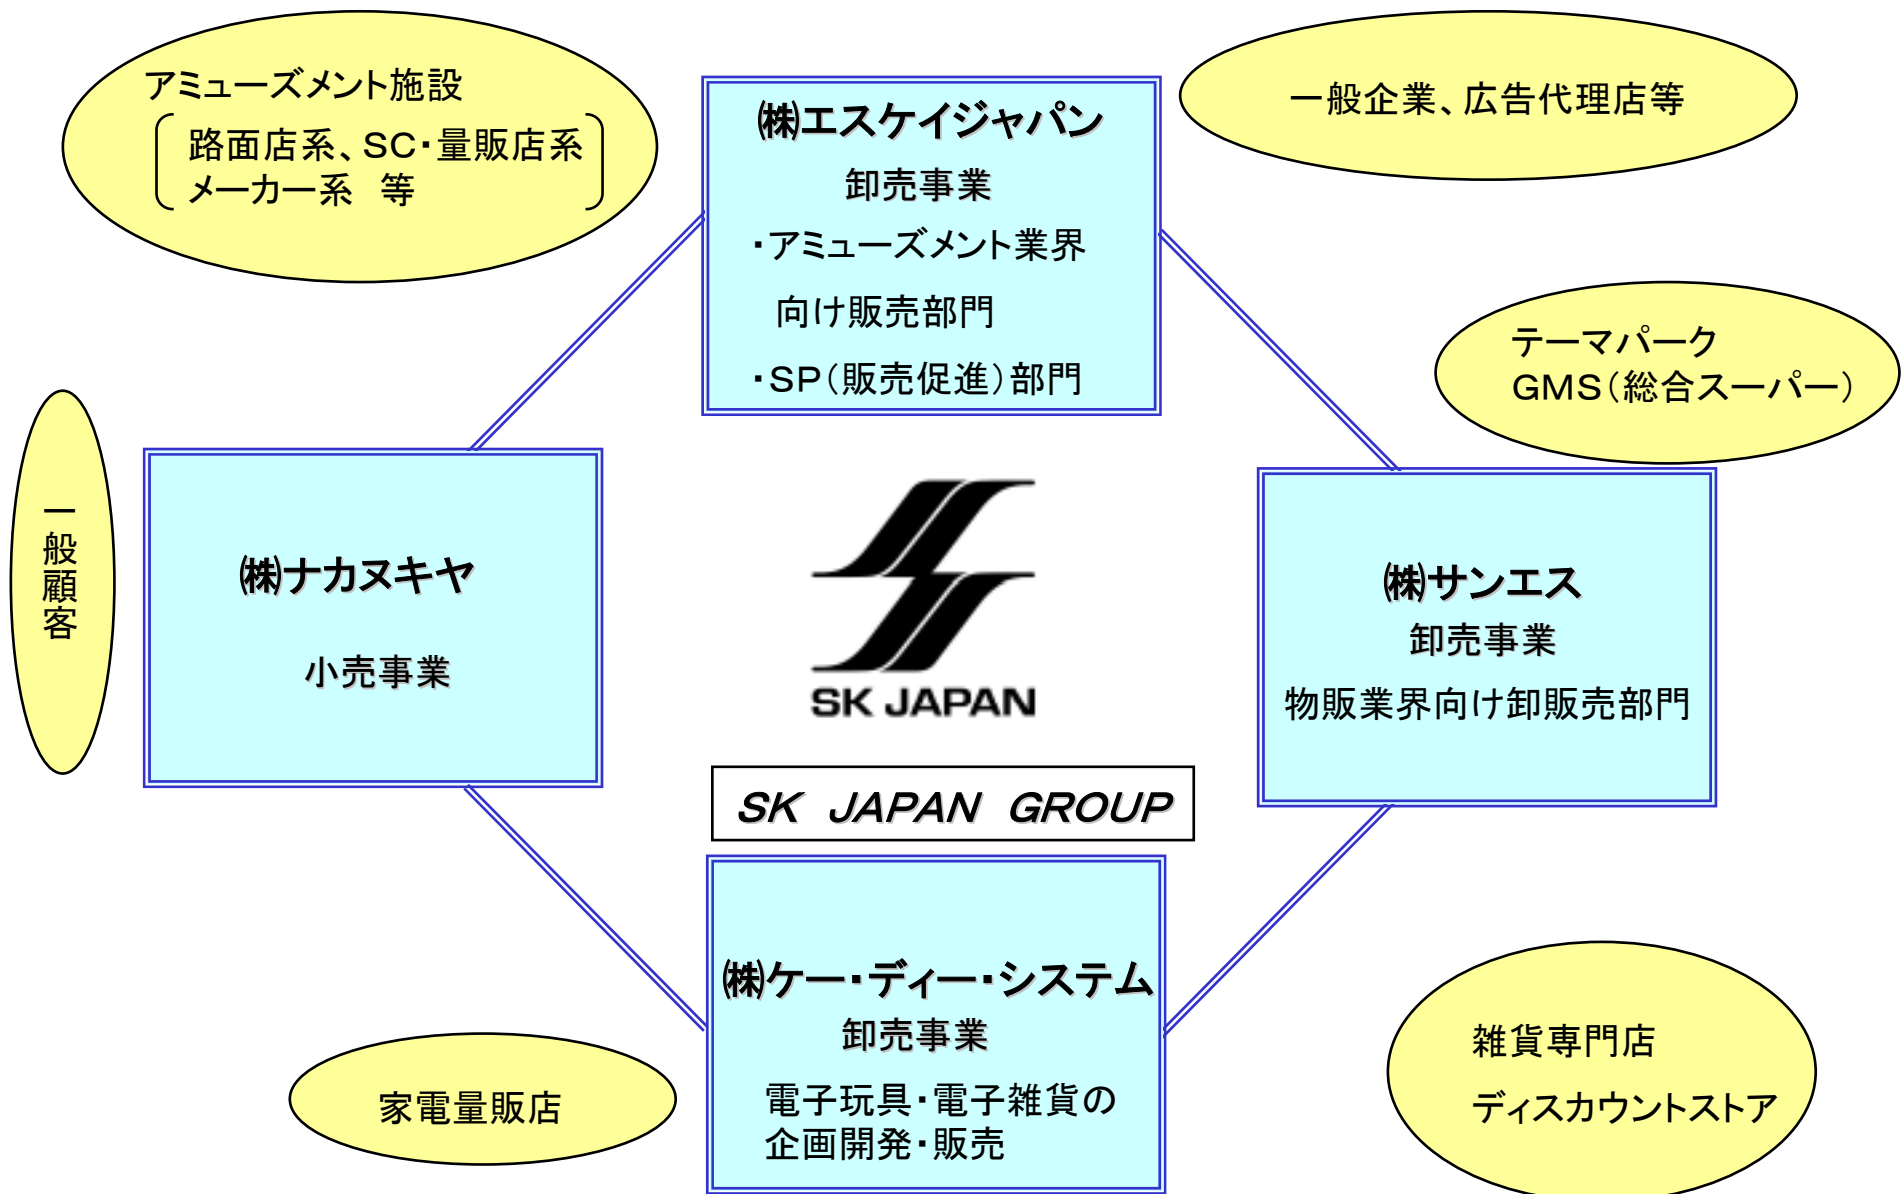 アミューズメント施設
路面店系、SC・量販店系
メーカー系　等
㈱エスケイジャパン
卸売事業
・アミューズメント業界
向け販売部門
・SP（販売促進）部門
一般企業、広告代理店等
テーマパーク
GMS（総合スーパー）
一般顧客
㈱ナカヌキヤ
小売事業
SK JAPAN
㈱サンエス
卸売事業
物販業界向け卸販売部門
SK JAPAN GROUP
㈱ケー・ディー・システム
卸売事業
電子玩具・電子雑貨の
企画開発・販売
家電量販店
雑貨専門店
ディスカウントストア